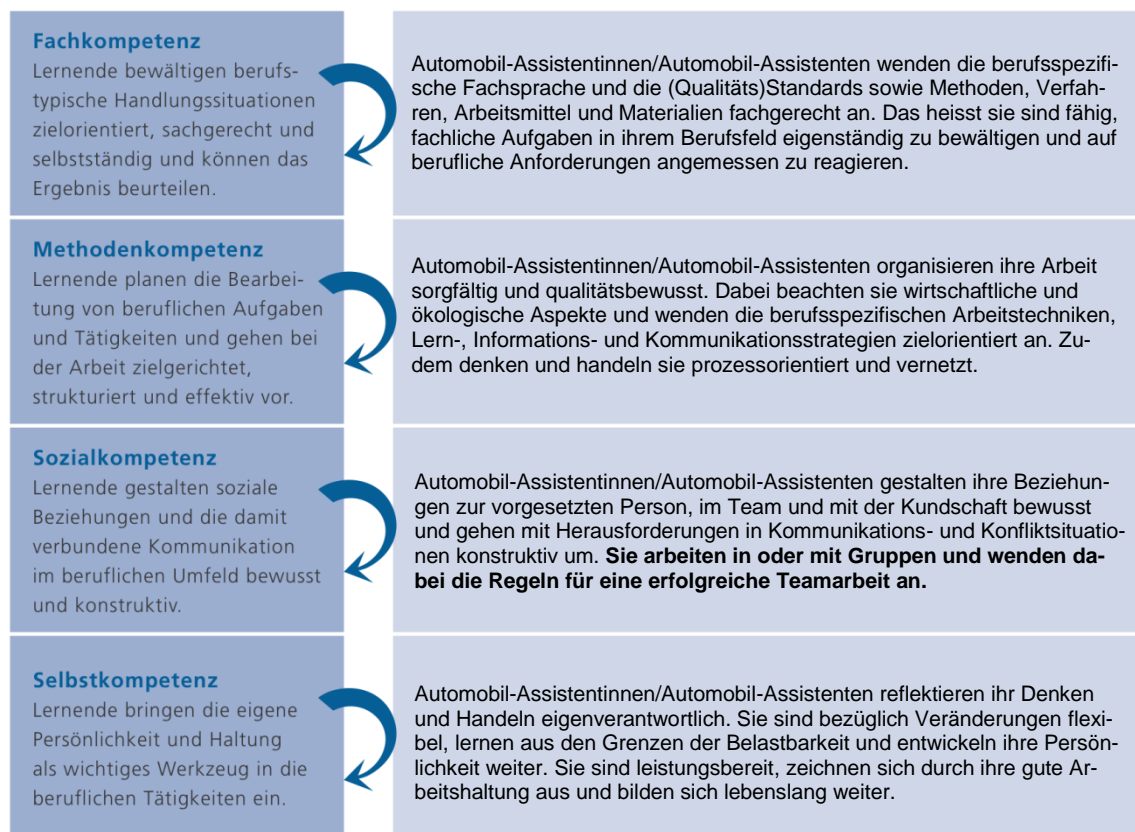 Fachkompetenz
Lernende bewältigen berufs-
typische Handlungssituationen
zielorientiert, sachgerecht und
selbstständig und können das
Ergebnis beurteilen.
Automobil-Assistentinnen/Automobil-Assistenten wenden die berufsspezifi-
sche Fachsprache und die (Qualitäts)Standards sowie Methoden, Verfah-
ren, Arbeitsmittel und Materialien fachgerecht an. Das heisst sie sind fähig,
fachliche Aufgaben in ihrem Berufsfeld eigenständig zu bewältigen und auf
berufliche Anforderungen angemessen zu reagieren.
Methodenkompetenz
Lernende planen die Bearbei-
tung von beruflichen Aufgaben
und Tätigkeiten und gehen bei
der Arbeit zielgerichtet,
strukturiert und effektiv vor.
Automobil-Assistentinnen/Automobil-Assistenten organisieren ihre Arbeit
sorgfältig und qualitätsbewusst. Dabei beachten sie wirtschaftliche und
ökologische Aspekte und wenden die berufsspezifischen Arbeitstechniken,
Lern-, Informations- und Kommunikationsstrategien zielorientiert an. Zu-
dem denken und handeln sie prozessorientiert und vernetzt.
Sozialkompetenz
Lernende gestalten soziale
Beziehungen und die damit
verbundene Kommunikation
im beruflichen Umfeld bewusst
und konstruktiv.
Automobil-Assistentinnen/Automobil-Assistenten gestalten ihre Beziehun-
gen zur vorgesetzten Person, im Team und mit der Kundschaft bewusst
und gehen mit Herausforderungen in Kommunikations- und Konfliktsituatio-
nen konstruktiv um. Sie arbeiten in oder mit Gruppen und wenden da-
bei die Regeln für eine erfolgreiche Teamarbeit an.
Selbstkompetenz
Lernende bringen die eigene
Persönlichkeit und Haltung
als wichtiges Werkzeug in die
beruflichen Tätigkeiten ein.
Automobil-Assistentinnen/Automobil-Assistenten reflektieren ihr Denken
und Handeln eigenverantwortlich. Sie sind bezüglich Veränderungen flexi-
bel, lernen aus den Grenzen der Belastbarkeit und entwickeln ihre Persön-
lichkeit weiter. Sie sind leistungsbereit, zeichnen sich durch ihre gute Ar-
beitshaltung aus und bilden sich lebenslang weiter.